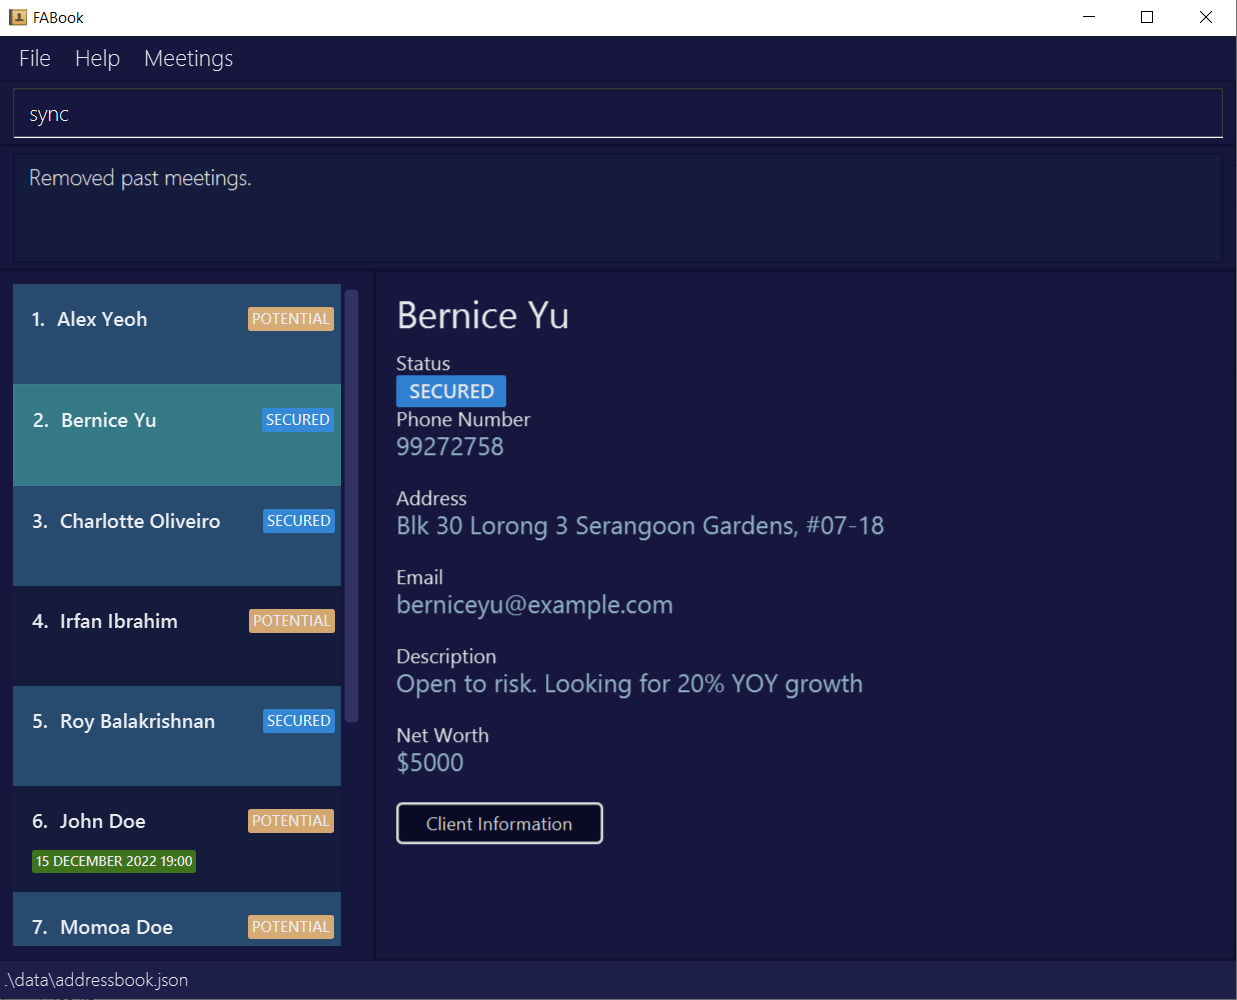 FABook
File Help Meetings
sync
Removed past meetings.
1. Alex Yeoh POTENTIAL
2. Bernice Yu SECURED
3. Charlotte Oliveiro SECURED
4. Irfan Ibrahim POTENTIAL
5. Roy Balakrishnan SECURED
6. John Doe POTENTIAL
15 DECEMBER 2022 19:00
7. Momoa Doe POTENTIAL
Bernice Yu
Status
SECURED
Phone Number
99272758
Address
Blk 30 Lorong 3 Serangoon Gardens, #07-18
Email
berniceyu@example.com
Description
Open to risk. Looking for 20% YOY growth
Net Worth
$5000
Client Information
.\data\addressbook.json